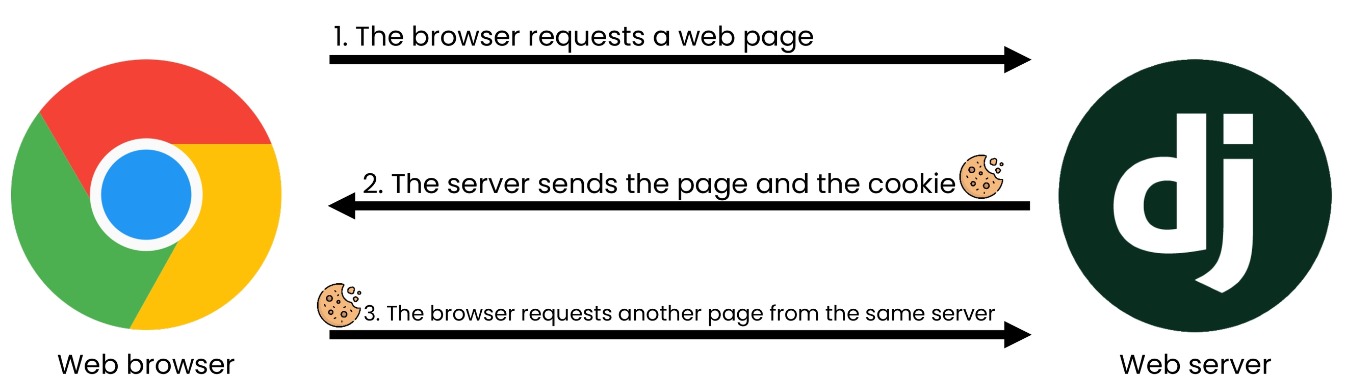 1. The browser requests a web page
2. The server sends the page and the cookie
3. The browser requests another page from the same server
dj
Web browser
Web server